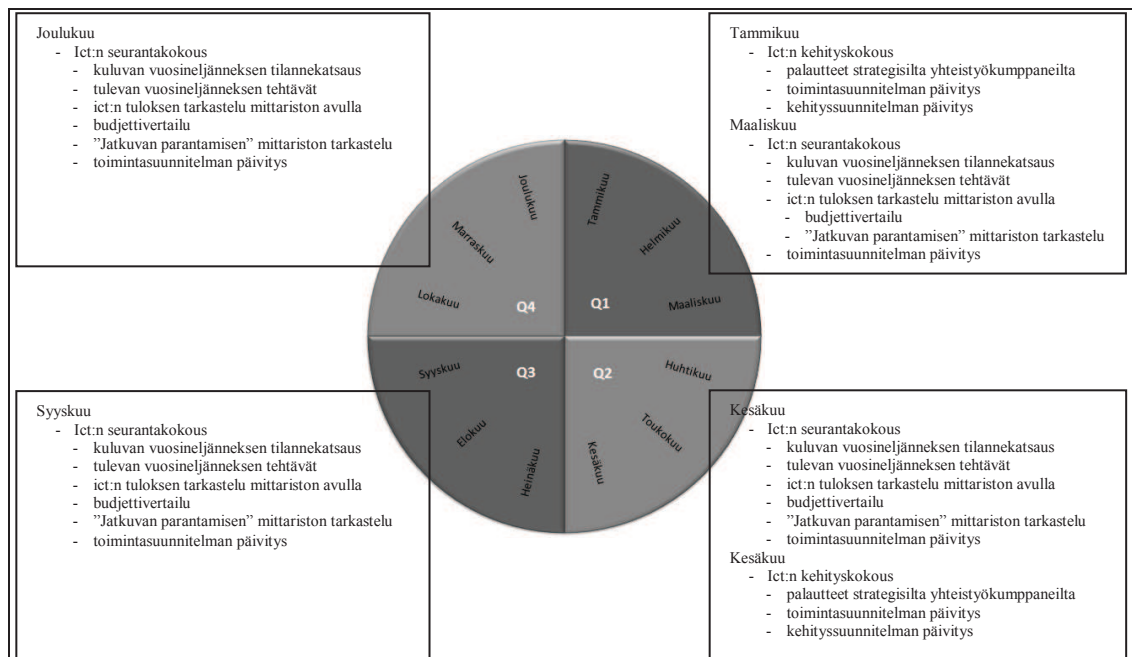 Joulukuu
- Ict:n seurantakokous
- kuluvan vuosineljänneksen tilannekatsaus
- tulevan vuosineljänneksen tehtävät
- ict:n tuloksen tarkastelu mittariston avulla
- budjettivertailu
- ”Jatkuvan parantamisen” mittariston tarkastelu
- toimintasuunnitelman päivitys
Tammikuu
- Ict:n kehityskokous
- palautteet strategisilta yhteistyökumppaneilta
- toimintasuunnitelman päivitys
- kehityssuunnitelman päivitys
Maaliskuu
- Ict:n seurantakokous
- kuluvan vuosineljänneksen tilannekatsaus
- tulevan vuosineljänneksen tehtävät
- ict:n tuloksen tarkastelu mittariston avulla
- budjettivertailu
- ”Jatkuvan parantamisen” mittariston tarkastelu
- toimintasuunnitelman päivitys
Joulukuu
Marraskuu
Lokakuu
Q4
Tammikuu
Helmikuu
Maaliskuu
Q1
Syyskuu
Elokuu
Heinäkuu
Q3
Q2
Huhtikuu
Toukokuu
Kesäkuu
Syyskuu
- Ict:n seurantakokous
- kuluvan vuosineljänneksen tilannekatsaus
- tulevan vuosineljänneksen tehtävät
- ict:n tuloksen tarkastelu mittariston avulla
- budjettivertailu
- ”Jatkuvan parantamisen” mittariston tarkastelu
- toimintasuunnitelman päivitys
Kesäkuu
- Ict:n seurantakokous
- kuluvan vuosineljänneksen tilannekatsaus
- tulevan vuosineljänneksen tehtävät
- ict:n tuloksen tarkastelu mittariston avulla
- budjettivertailu
- ”Jatkuvan parantamisen” mittariston tarkastelu
- toimintasuunnitelman päivitys
Kesäkuu
- Ict:n kehityskokous
- palautteet strategisilta yhteistyökumppaneilta
- toimintasuunnitelman päivitys
- kehityssuunnitelman päivitys